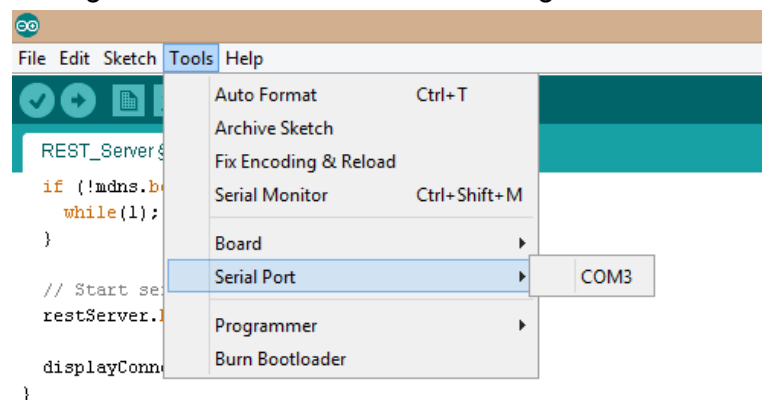 File Edit Sketch Tools Help
Auto Format Ctrl+T
Archive Sketch
REST_Server§
Fix Encoding & Reload
if (!mdns.b
Serial Monitor Ctrl+Shift+M
while(1);
}
Board
Serial Port
COM3
// Start se
restServer.
Programmer
Burn Bootloader
displayConn
}